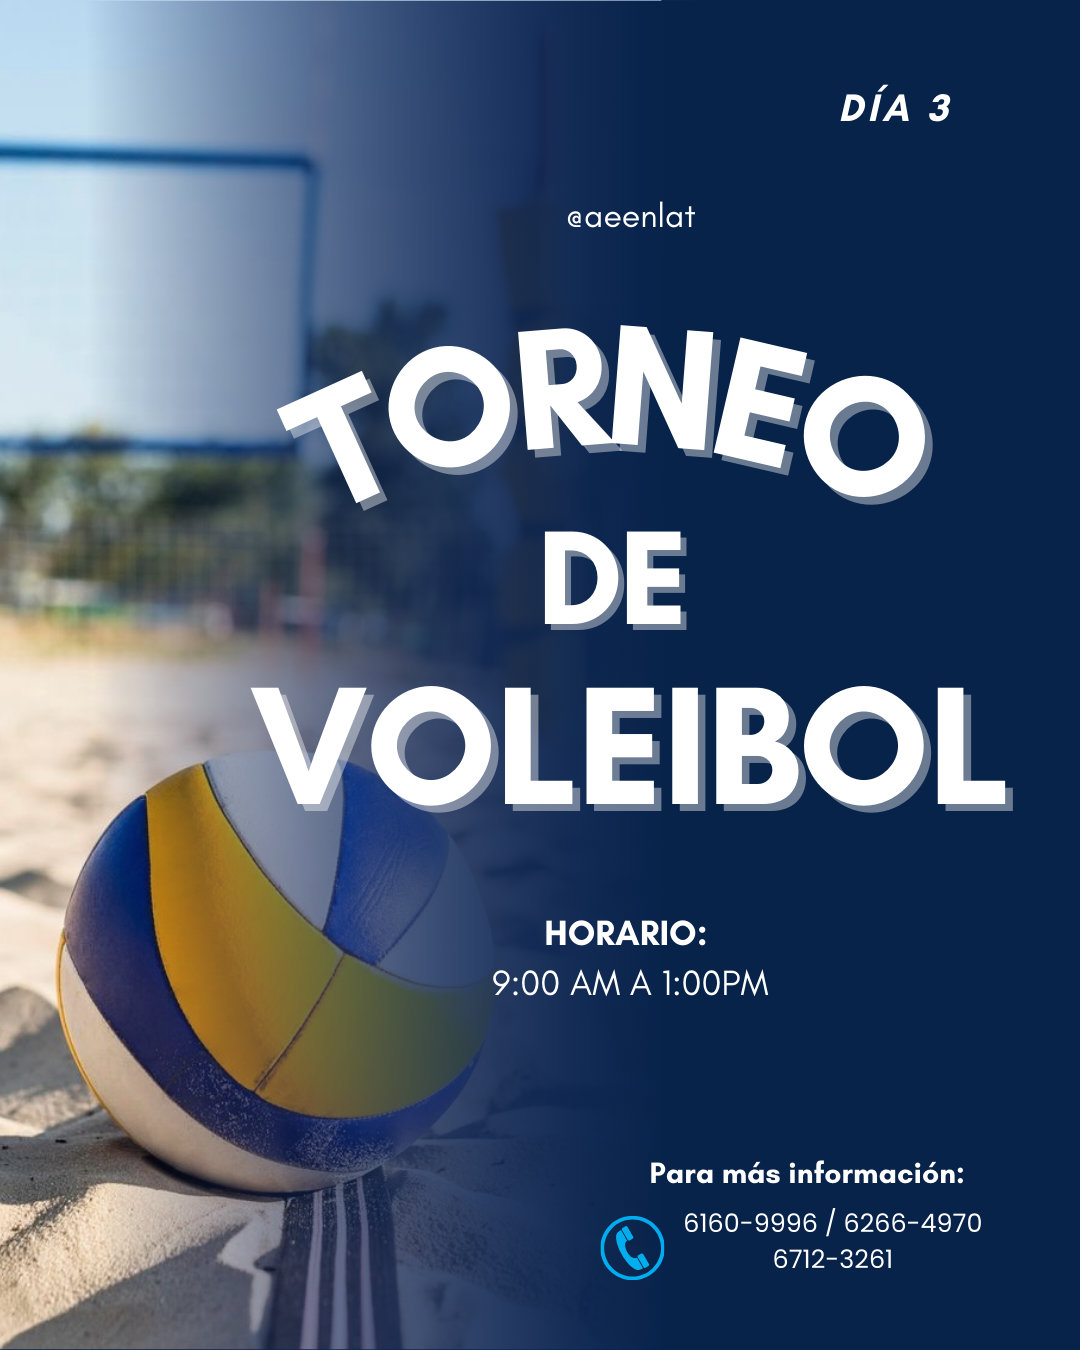 DÍA 3
@aeenlat
TORNEO
DE
VOLEIBOL
HORARIO:
9:00 AM A 1:00PM
Para más información:
6160-9996 / 6266-4970
6712-3261